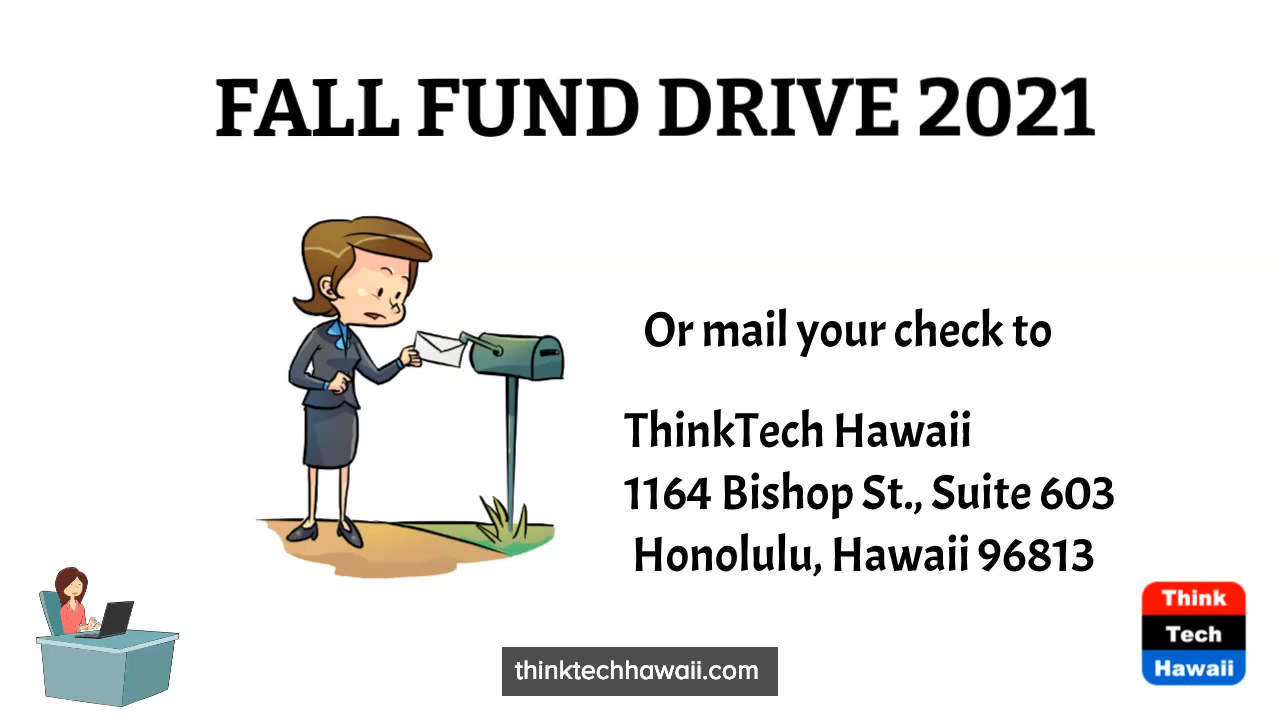 FALL FUND DRIVE 2021
Or mail your check to
ThinkTech Hawaii
1164 Bishop St., Suite 603
Honolulu, Hawaii 96813
thinktechhawaii.com
Think
Tech
Hawaii